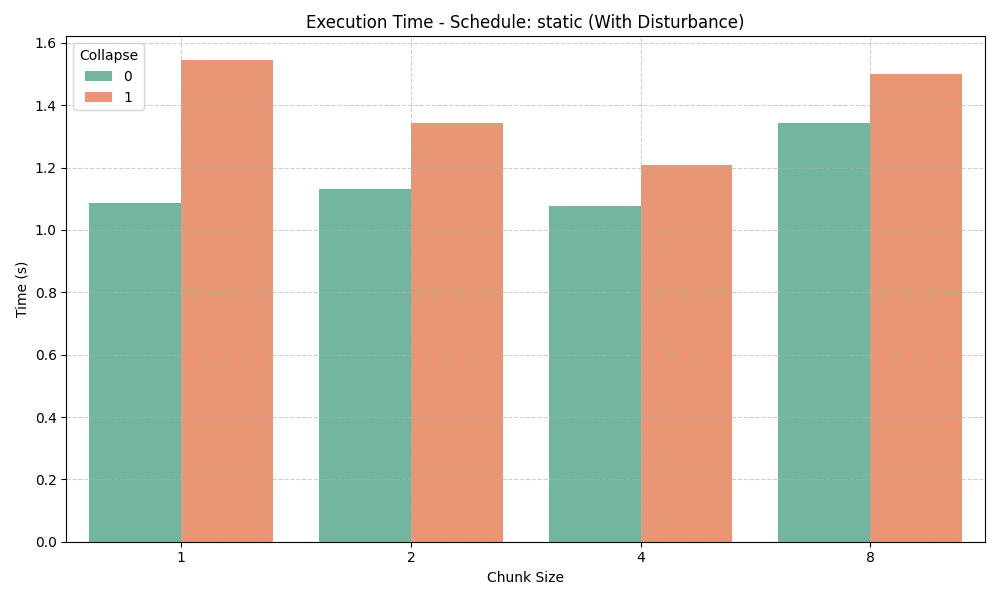 Execution Time - Schedule: static (With Disturbance)
Collapse
0
1
1.6
1.4
1.2
1.0
0.8
0.6
0.4
0.2
0.0
Time (s)
1 2 4 8
Chunk Size